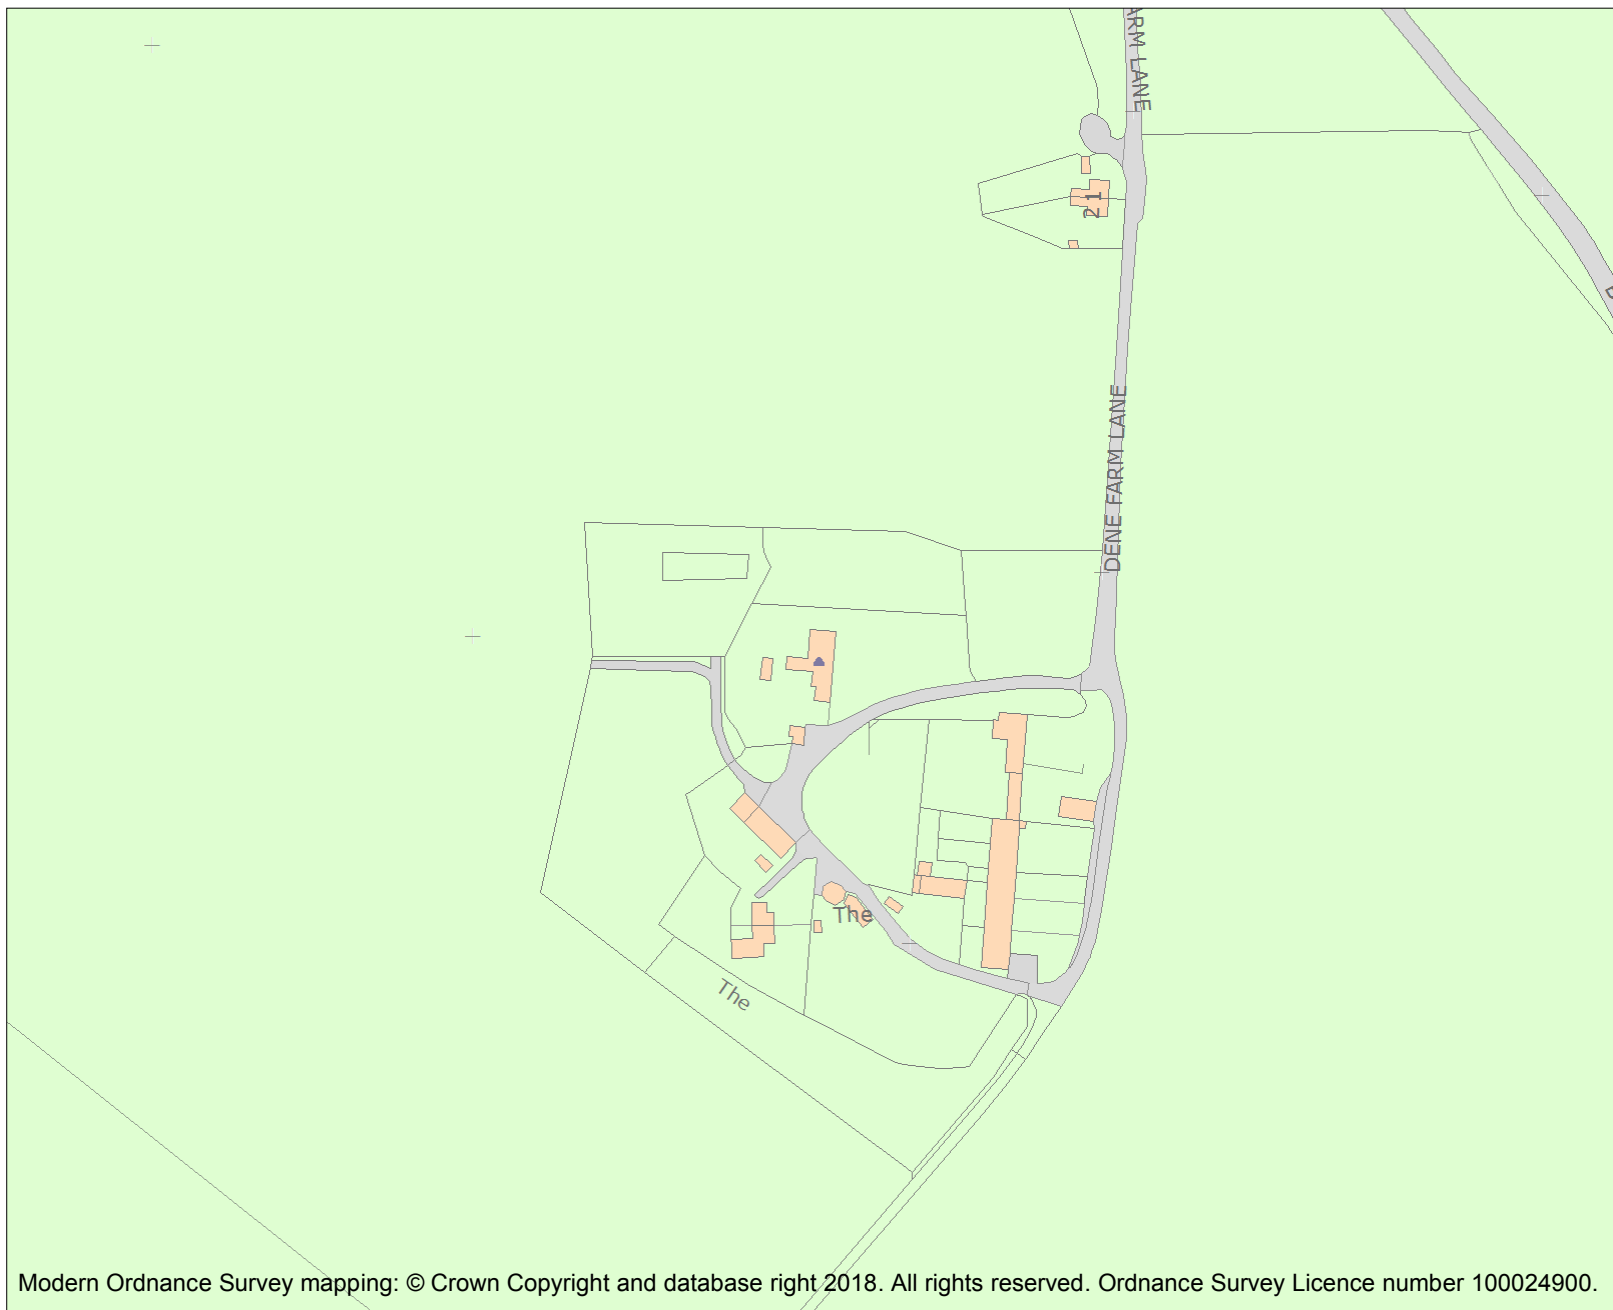 ARM LANE
21
DENE FARM LANE
The
The
Modern Ordnance Survey mapping: © Crown Copyright and database right 2018. All rights reserved. Ordnance Survey Licence number 100024900.